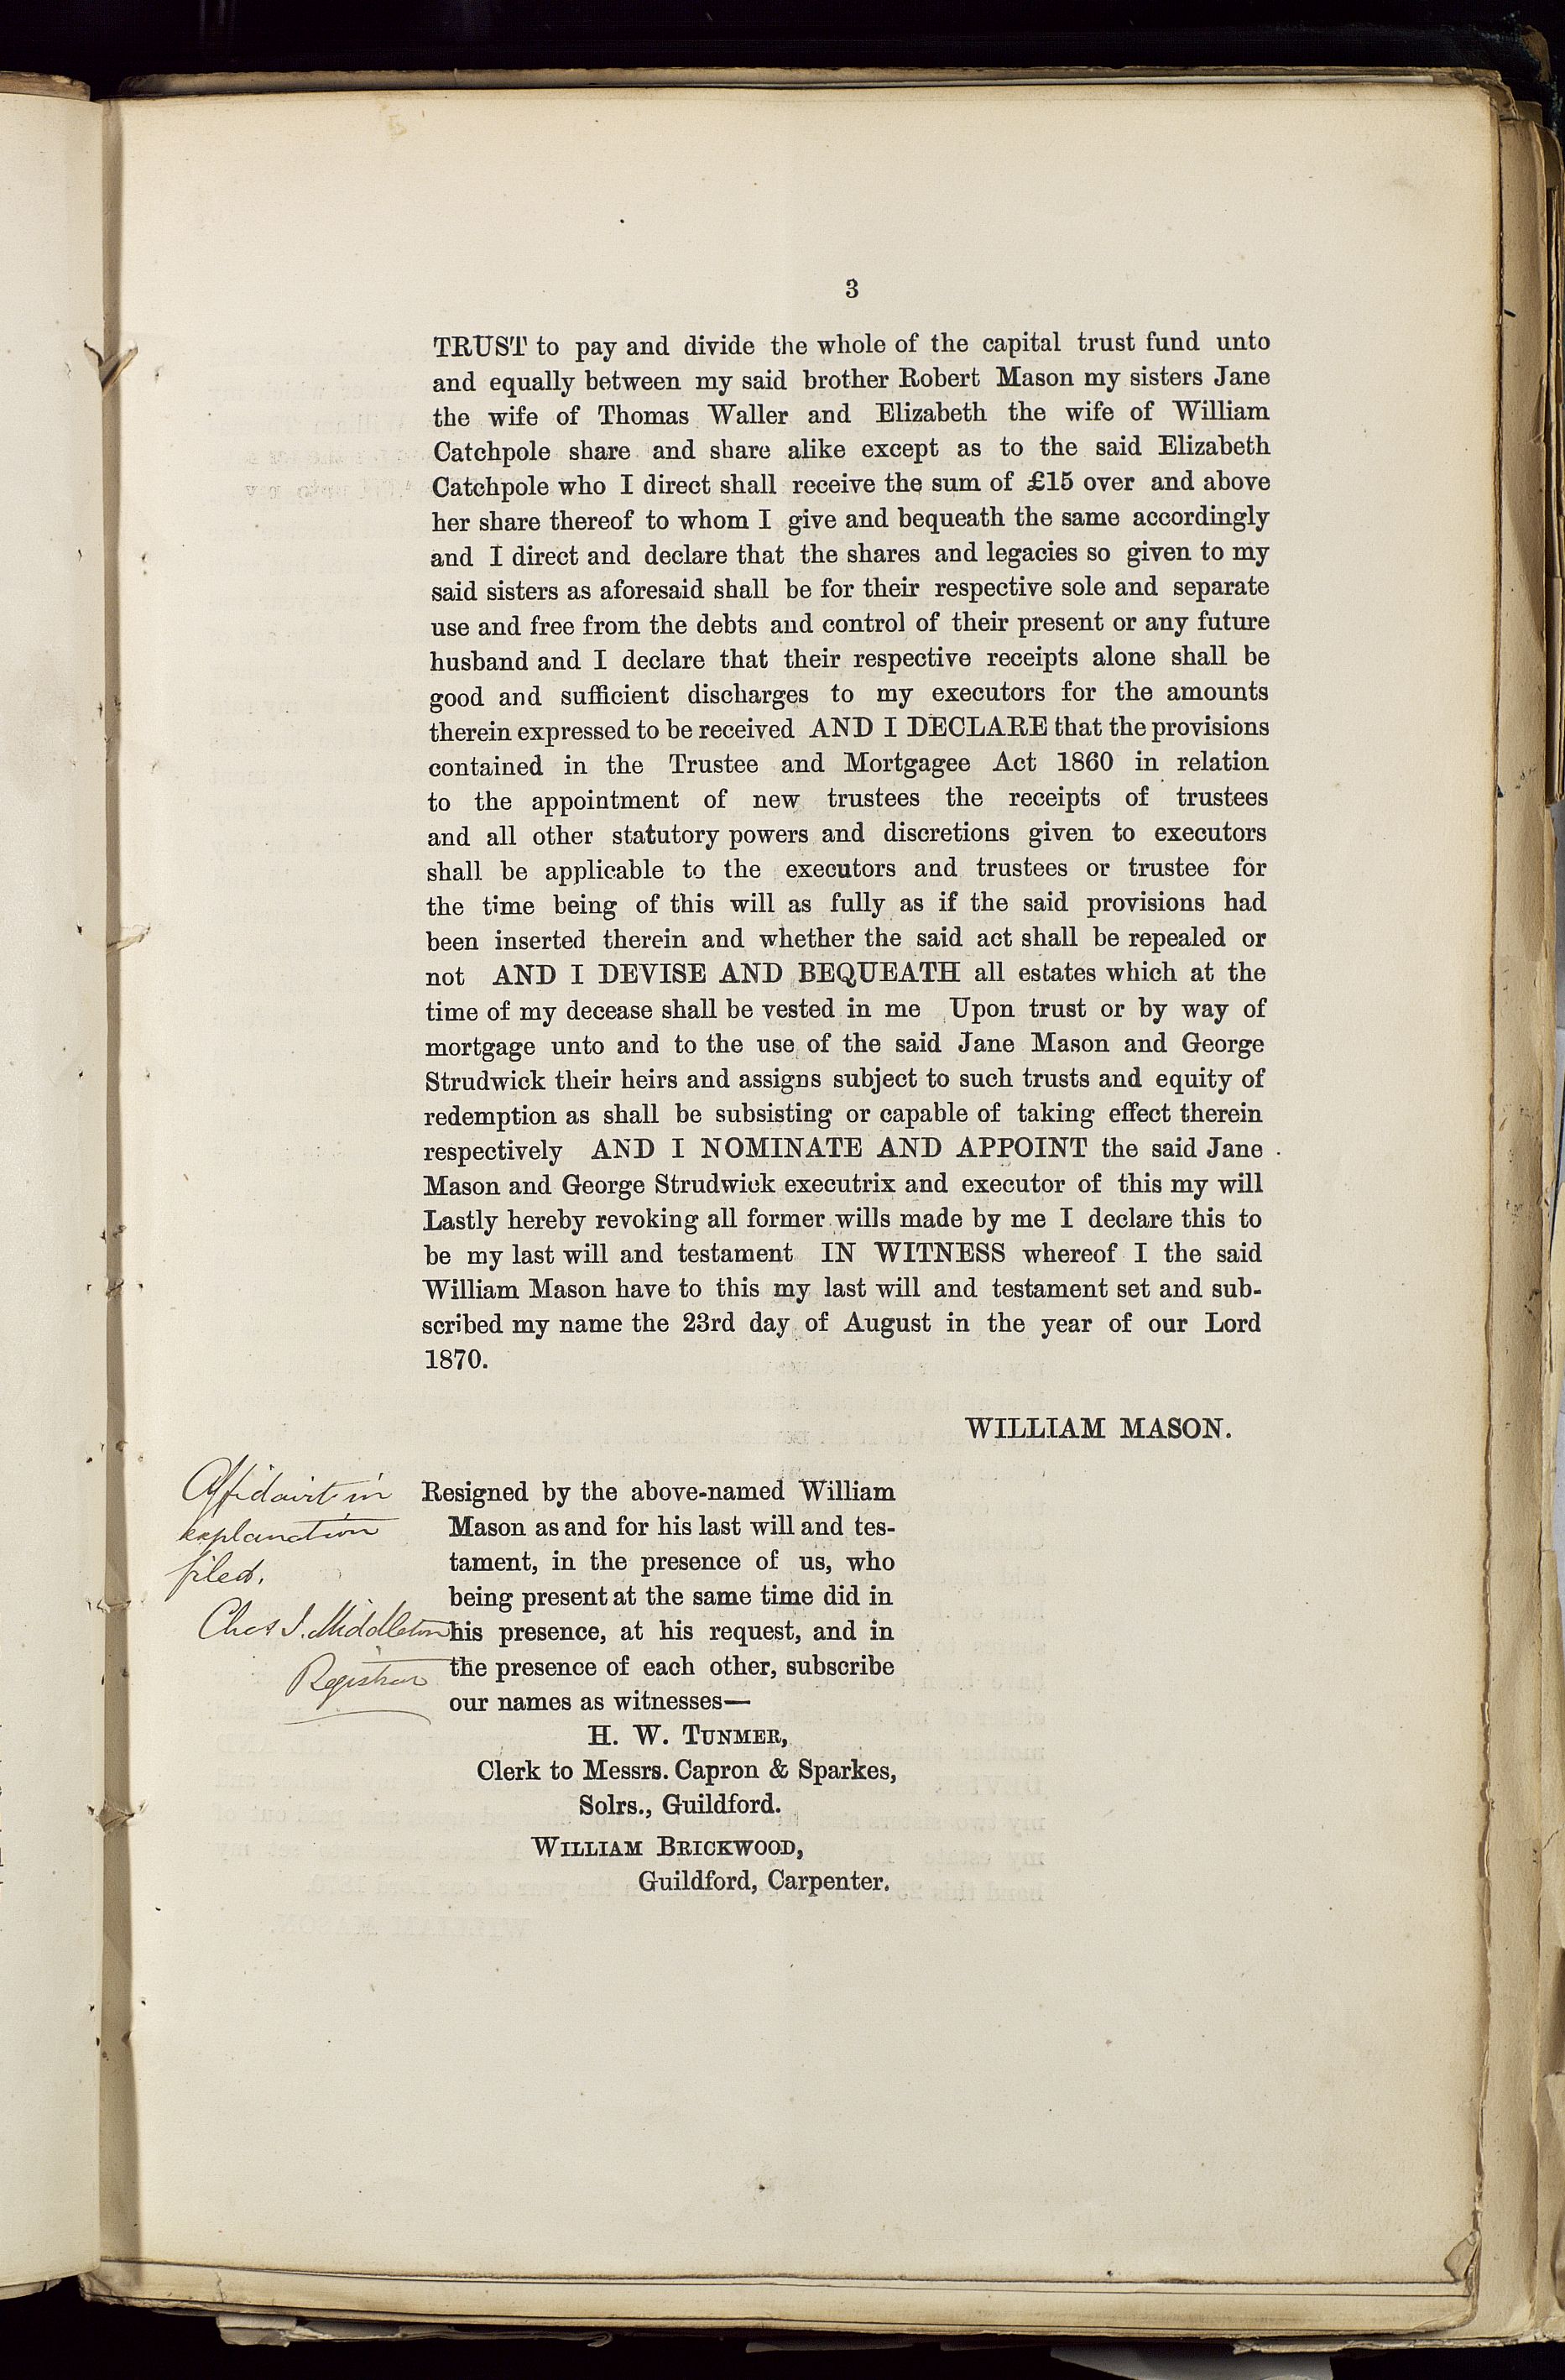 3
TRUST to pay and divide the whole of the capital trust fund unto
and equally between my said brother Robert Mason my sisters Jane
the wife of Thomas Waller and Elizabeth the wife of William
Catchpole share and share alike except as to the said Elizabeth
Catchpole who I direct shall receive the sum of £15 over and above
her share thereof to whom I give and bequeath the same accordingly
and I direct and declare that the shares and legacies so given to my
said sisters as aforesaid shall be for their respective sole and separate
use and free from the debts and control of their present or any future
husband and I declare that their respective receipts alone shall be
good and sufficient discharges to my executors for the amounts
therein expressed to be received AND I DECLARE that the provisions
contained in the Trustee and Mortgagee Act 1860 in relation
to the appointment of new trustees the receipts of trustees
and all other statutory powers and discretions given to executors
shall be applicable to the executors and trustees or trustee for
the time being of this will as fully as if the said provisions had
been inserted therein and whether the said act shall be repealed or
not AND I DEVISE AND BEQUEATH all estates which at the
time of my decease shall be vested in me Upon trust or by way of
mortgage unto and to the use of the said Jane Mason and George
Strudwick their heirs and assigns subject to such trusts and equity of
redemption as shall be subsisting or capable of taking effect therein
respectively AND I NOMINATE AND APPOINT the said Jane
Mason and George Strudwick executrix and executor of this my will
Lastly hereby revoking all former wills made by me I declare this to
be my last will and testament IN WITNESS whereof I the said
William Mason have to this my last will and testament set and sub-
scribed my name the 23rd day of August in the year of our Lord
1870.
WILLIAM MASON.
Affidavit in
explanation
filed.
Chas J. Middleton
Registrar
Resigned by the above-named William
Mason as and for his last will and tes-
tament, in the presence of us, who
being present at the same time did in
his presence, at his request, and in
the presence of each other, subscribe
our names as witnesses—
H. W. TUNMER,
Clerk to Messrs. Capron & Sparkes,
Solrs., Guildford.
WILLIAM BRICKWOOD,
Guildford, Carpenter.